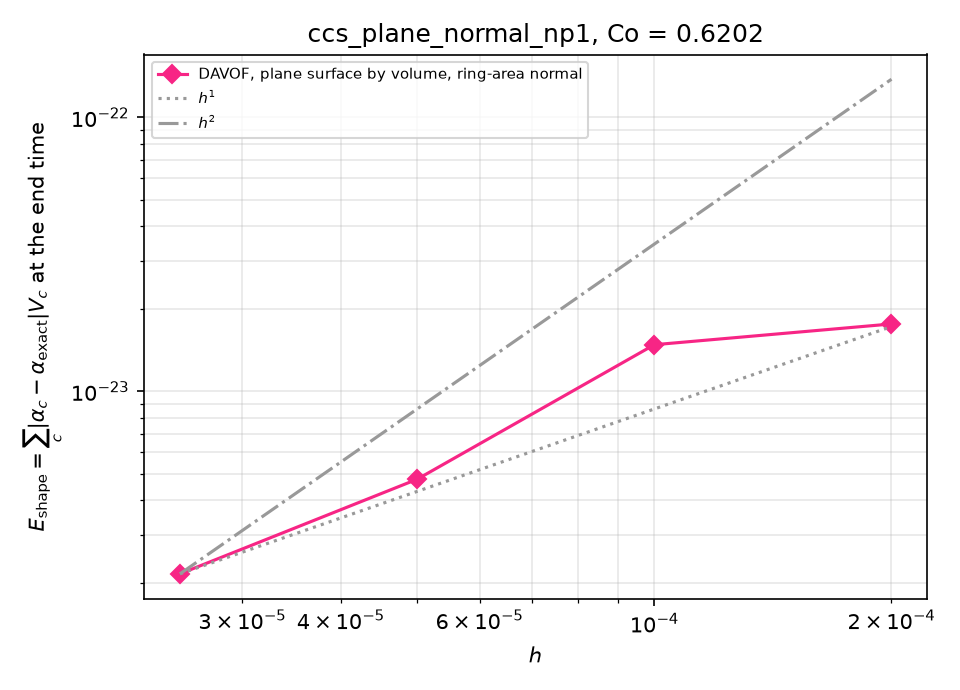 ccs_plane_normal_np1, Co = 0.6202
DAVOF, plane surface by volume, ring-area normal
h¹
h²
E_shape = ∑_c |α_c − α_exact|V_c at the end time
10⁻²²
10⁻²³
3 × 10⁻⁵ 4 × 10⁻⁵ 6 × 10⁻⁵ 10⁻⁴ 2 × 10⁻⁴
h